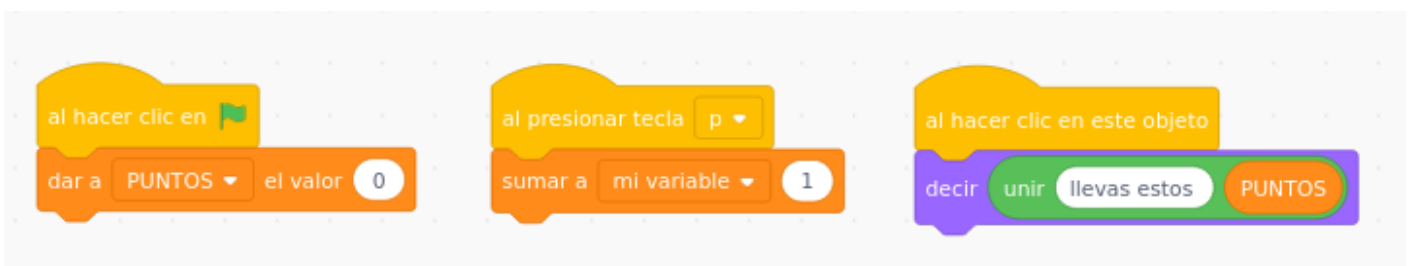 al hacer clic en
dar a PUNTOS el valor 0
al presionar tecla p
sumar a mi variable 1
al hacer clic en este objeto
decir unir llevas estos PUNTOS